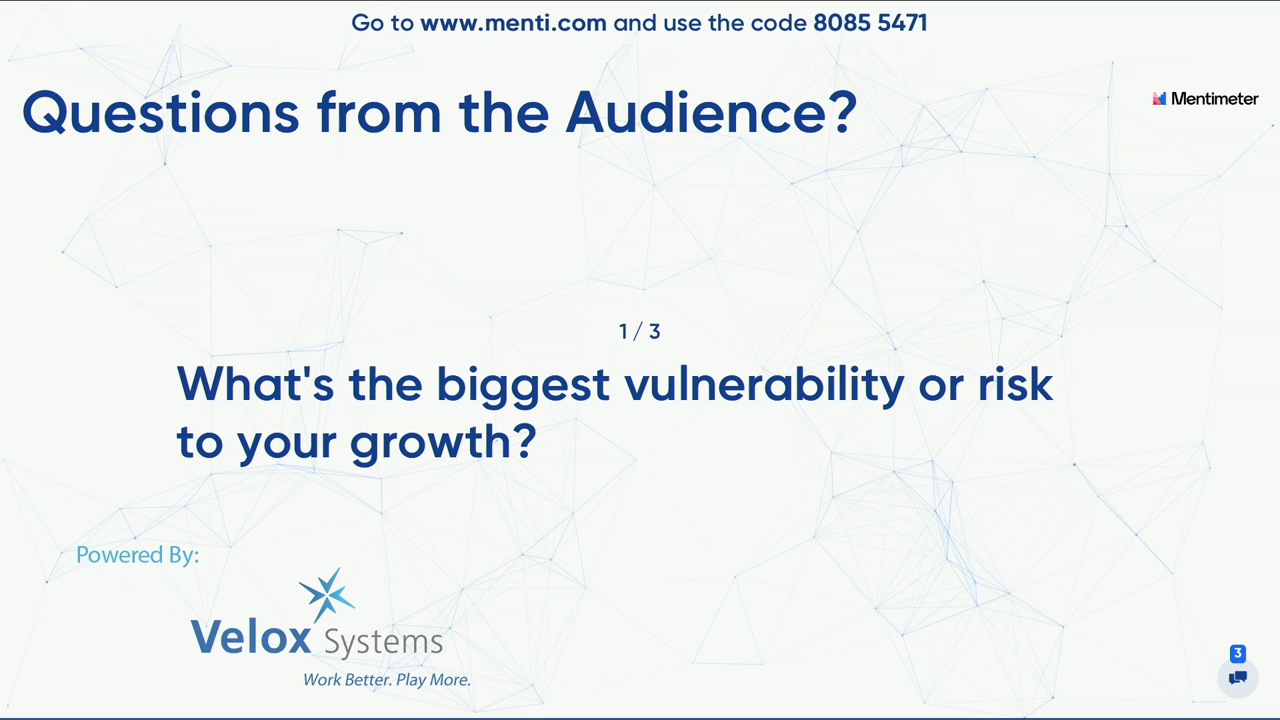 Go to www.menti.com and use the code 8085 5471
Questions from the Audience?
Mentimeter
1 / 3
What's the biggest vulnerability or risk
to your growth?
Powered By:
Velox Systems
Work Better. Play More.
3